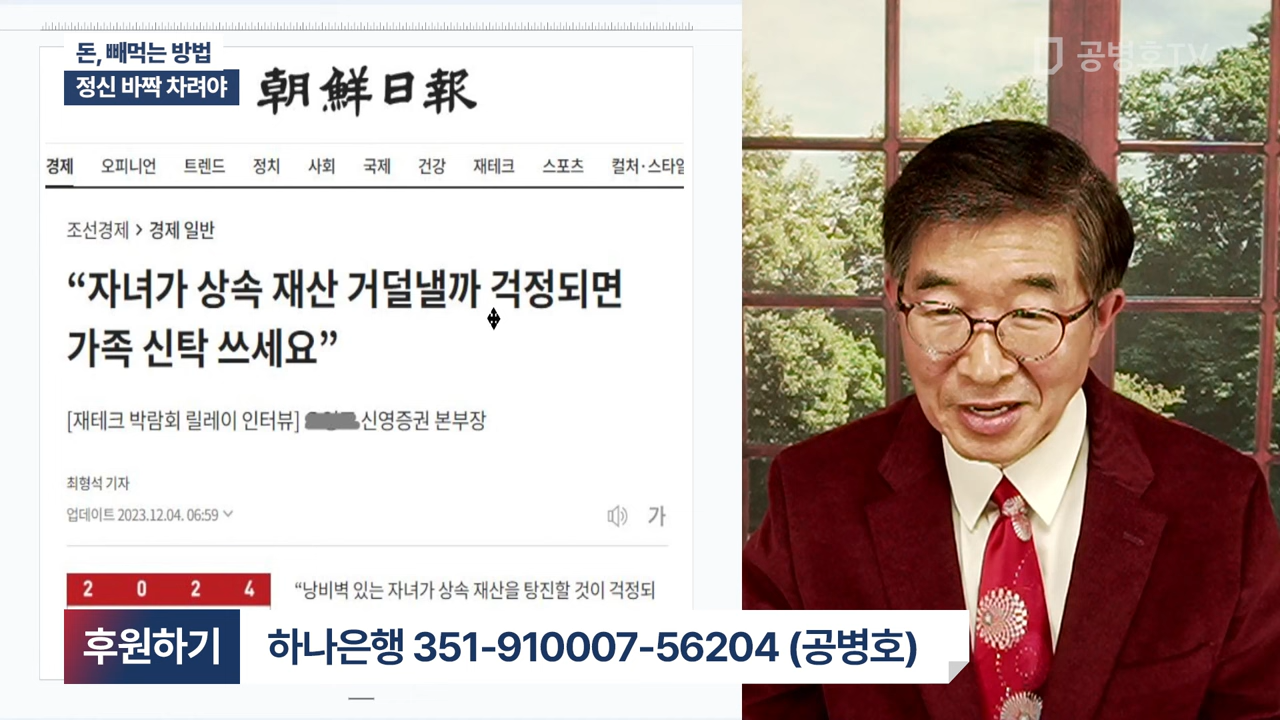 돈, 빼먹는 방법
정신 바짝 차려야
朝鮮日報
공병호TV
경제 오피니언 트렌드 정치 사회 국제 건강 재테크 스포츠 컬처·스타일
조선경제 > 경제 일반
“자녀가 상속 재산 거덜낼까 걱정되면
가족 신탁 쓰세요”
[재테크 박람회 릴레이 인터뷰] 신영증권 본부장
최형석 기자
업데이트 2023.12.04. 06:59
가
2 0 2 4
“낭비벽 있는 자녀가 상속 재산을 탕진할 것이 걱정되
후원하기
하나은행 351-910007-56204 (공병호)